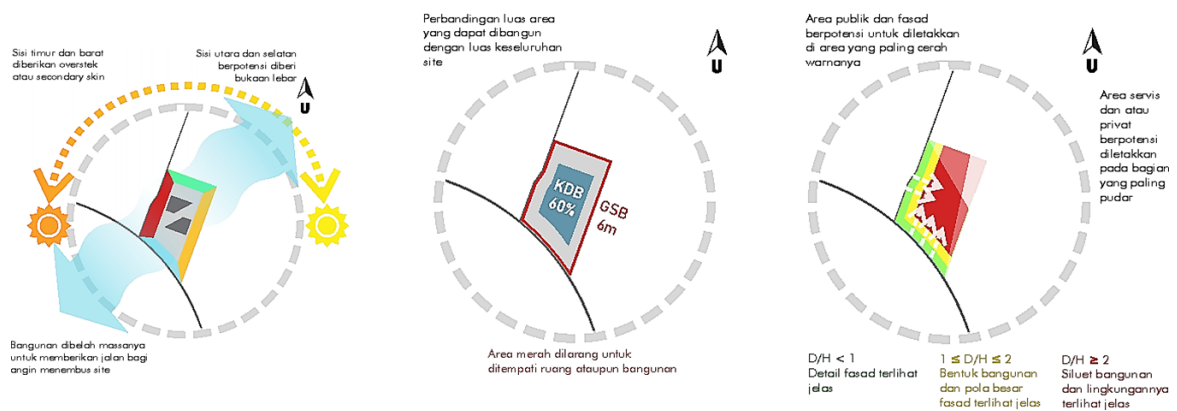 Sisi timur dan barat
diberikan overstek
atau secondary skin
Sisi utara dan selatan
berpotensi diberi
bukaan lebar
U
Bangunan dibelah massanya
untuk memberikan jalan bagi
angin menembus site
Perbandingan luas area
yang dapat dibangun
dengan luas keseluruhan
site
U
KDB
60%
GSB
6m
Area merah dilarang untuk
ditempati ruang ataupun bangunan
Area publik dan fasad
berpotensi untuk diletakkan
di area yang paling cerah
warnanya
U
Area servis
dan atau
privat
berpotensi
diletakkan
pada bagian
yang paling
pudar
D/H < 1
Detail fasad terlihat
jelas
1 ≤ D/H ≤ 2
Bentuk bangunan
dan pola besar
fasad terlihat jelas
D/H ≥ 2
Siluet bangunan
dan lingkungannya
terlihat jelas